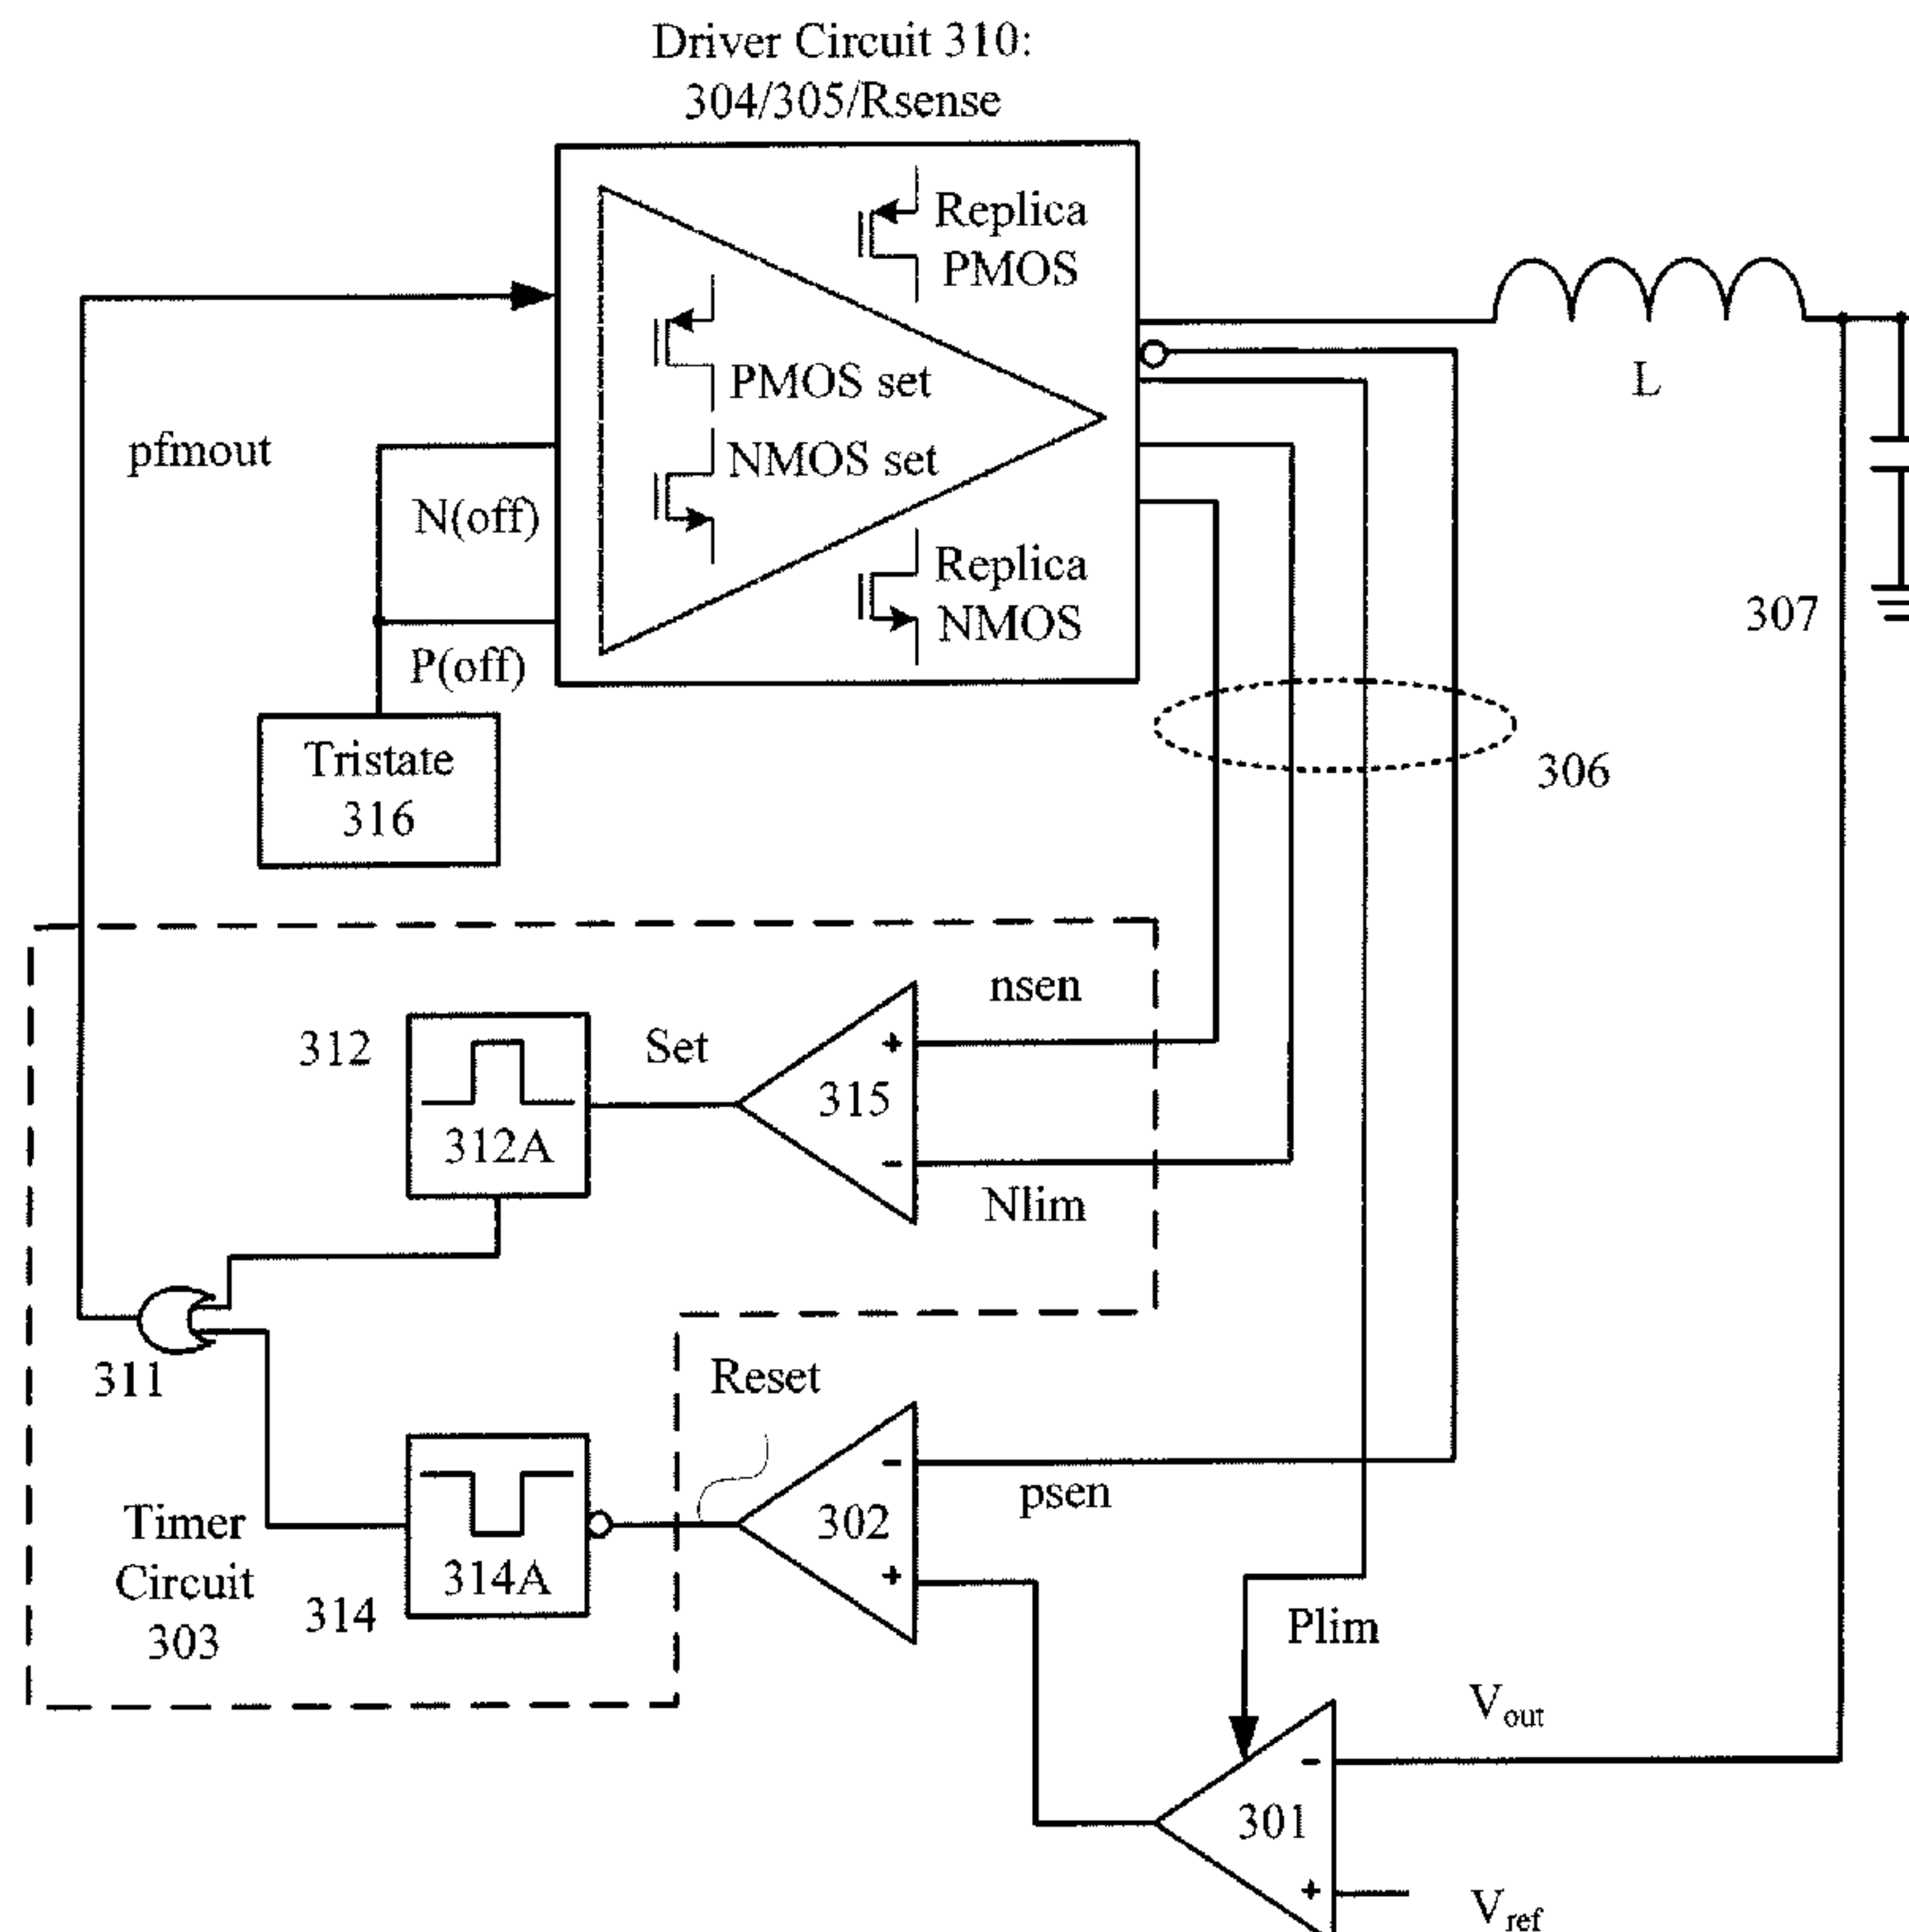 Driver Circuit 310:
304/305/Rsense
Replica
PMOS
PMOS set
NMOS set
Replica
NMOS
pfmout
N(off)
P(off)
L
307
306
Tristate
316
nsen
312
Set
+
315
312A
-
Nlim
311
Reset
-
302
psen
+
Timer
Circuit
303
314A
314
Plim
Vout
-
301
+
Vref